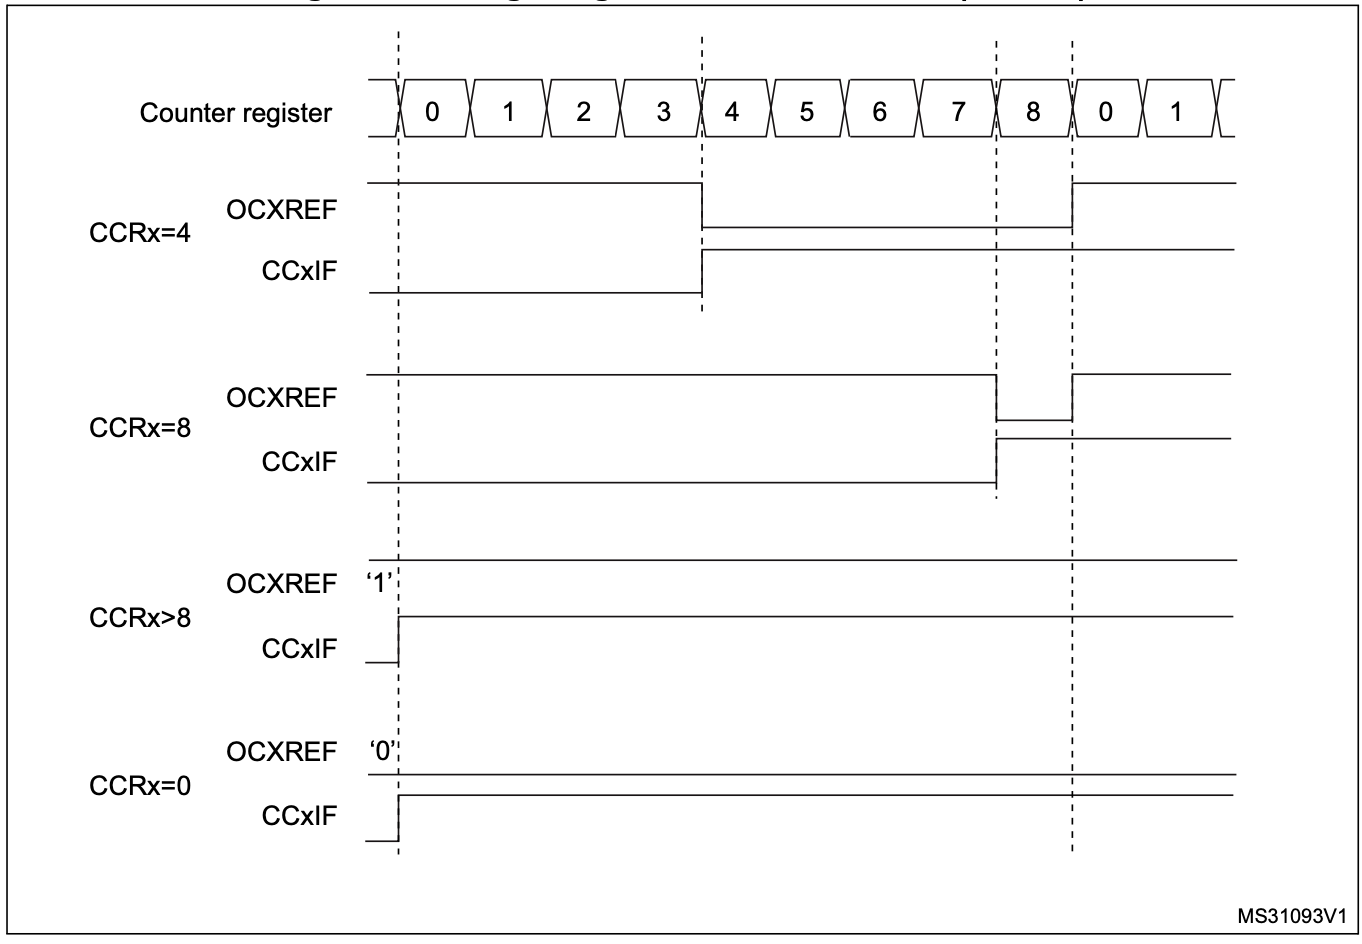 Counter register 0 1 2 3 4 5 6 7 8 0 1
OCXREF
CCRx=4
CCxIF
OCXREF
CCRx=8
CCxIF
OCXREF ‘1’
CCRx>8
CCxIF
OCXREF ‘0’
CCRx=0
CCxIF
MS31093V1